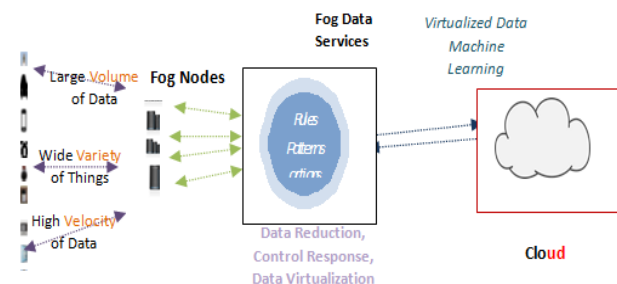 Fog Data
Services
Virtualized Data
Machine
Learning
Large Volume
of Data
Fog Nodes
Wide Variety
of Things
High Velocity
of Data
Rules
Patterns
actions
Data Reduction,
Control Response,
Data Virtualization
Cloud